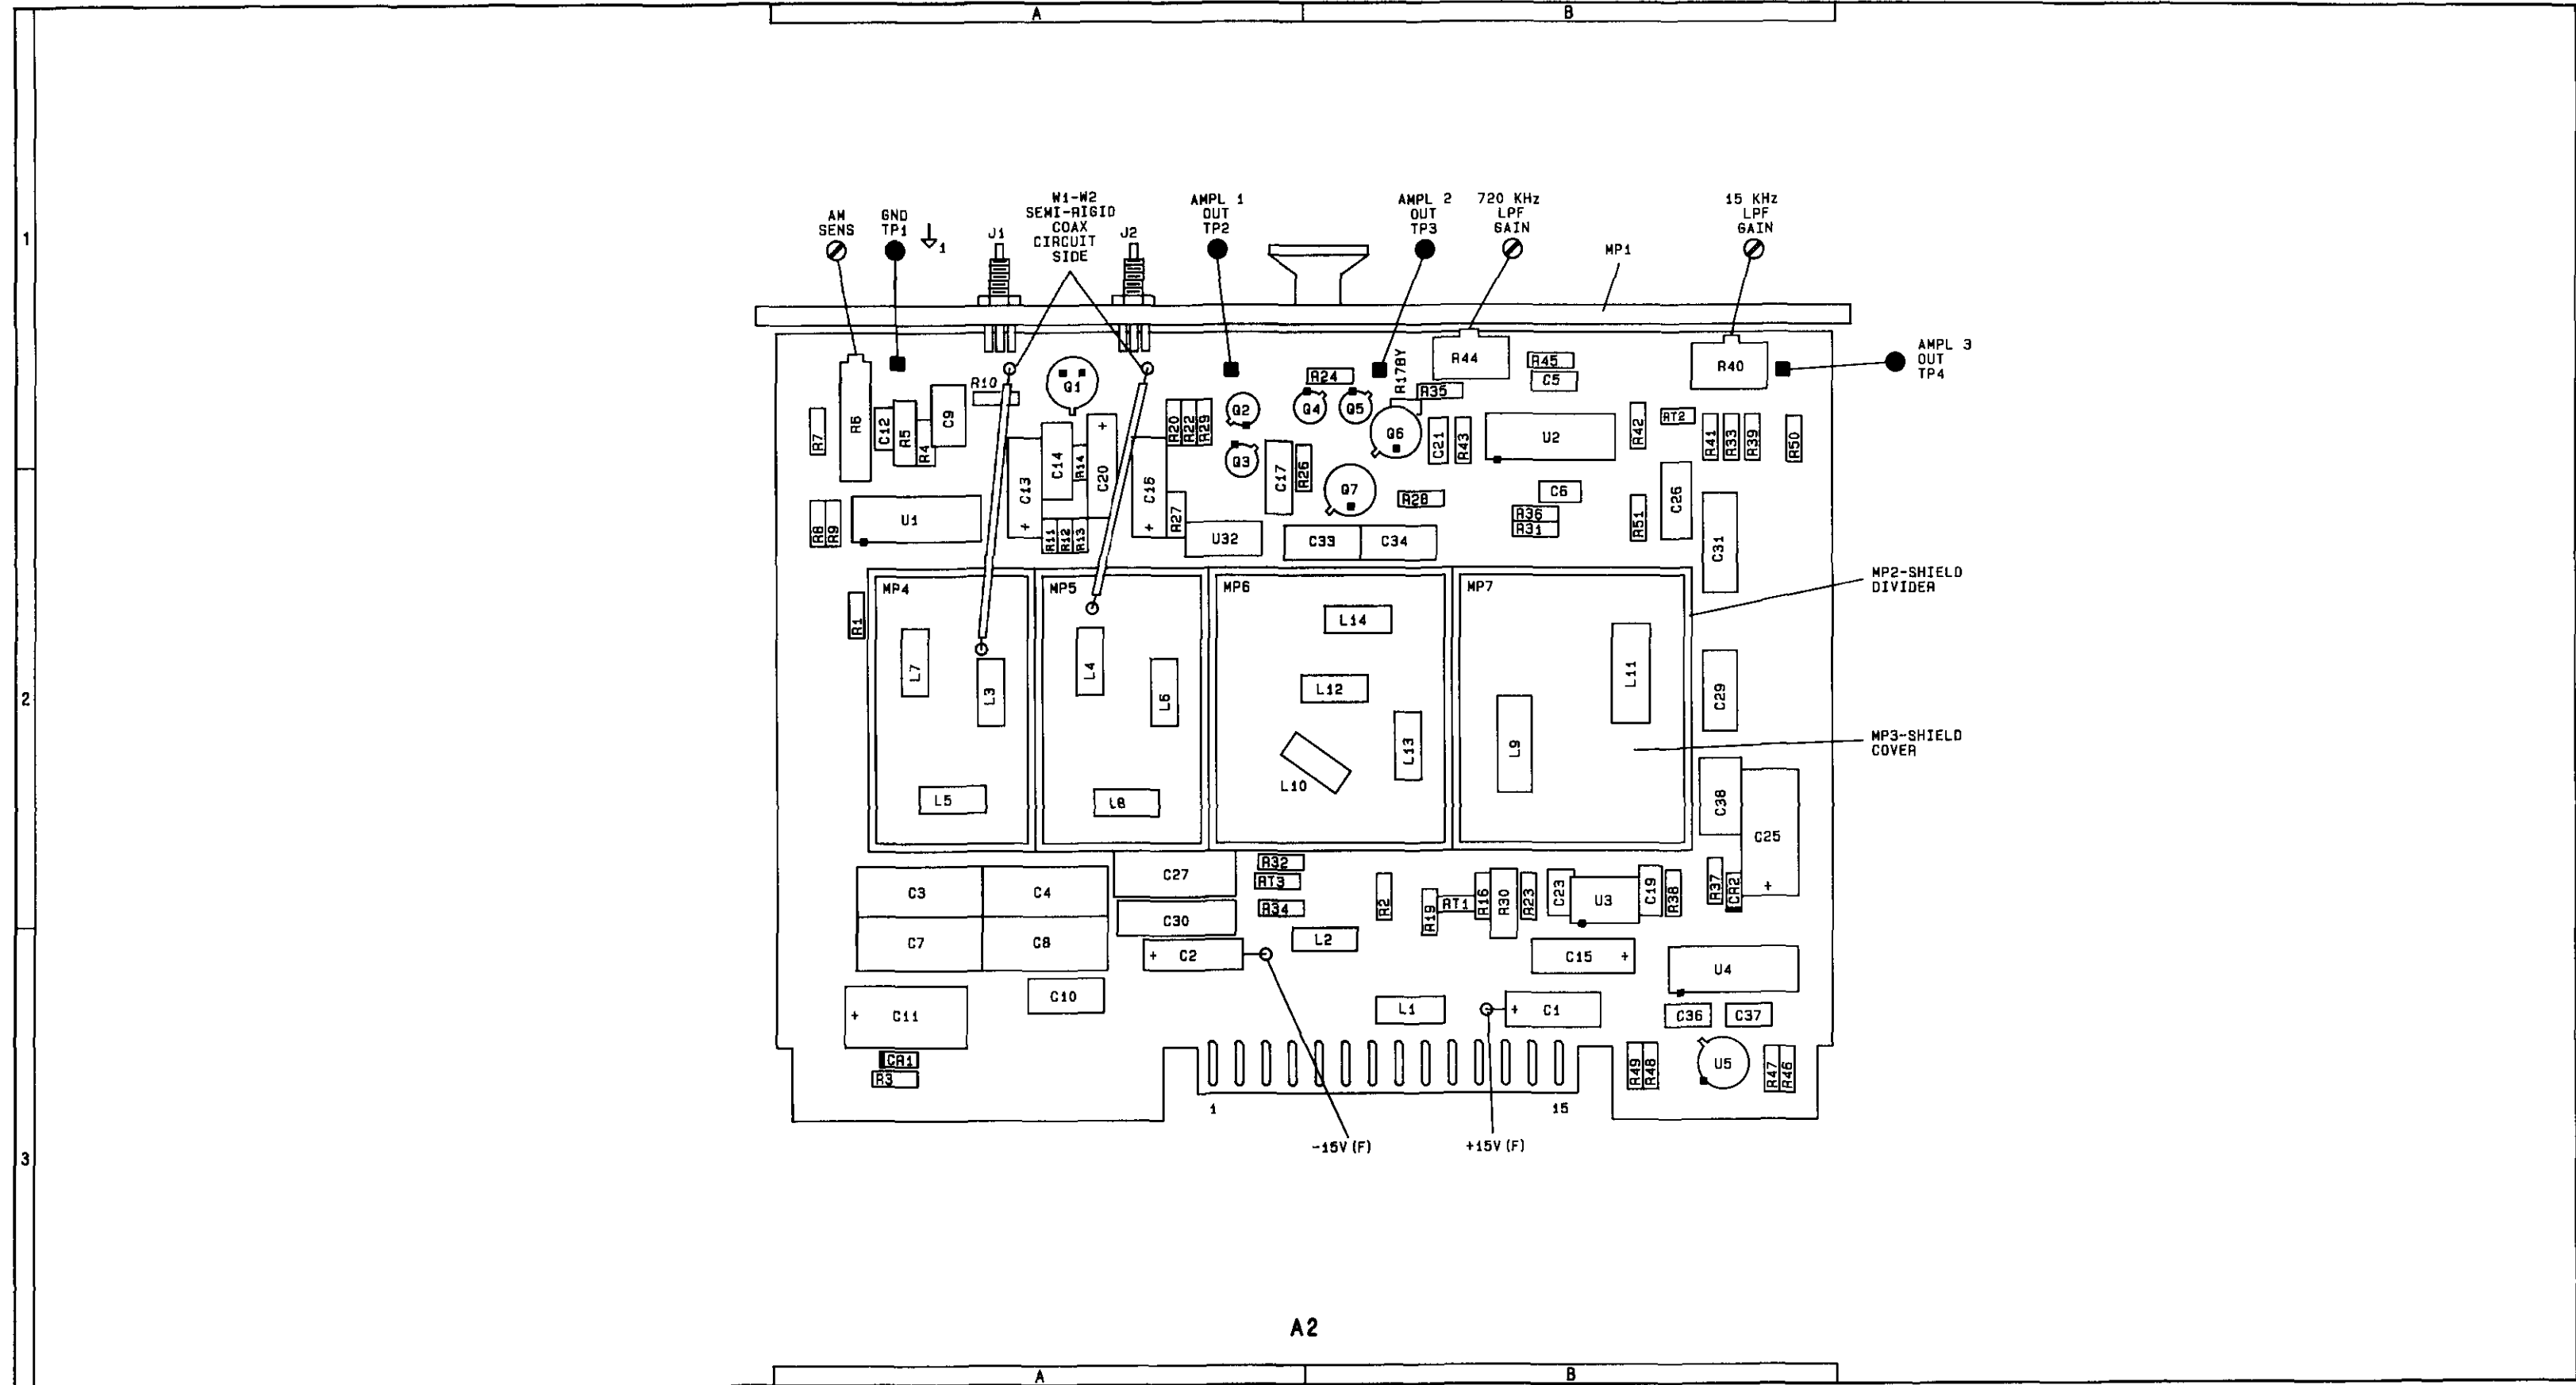 A
B
1
2
3
AM
SENS
GND
TP1
1
J1
W1-W2
SEMI-RIGID
COAX
CIRCUIT
SIDE
J2
AMPL 1
OUT
TP2
AMPL 2
OUT
TP3
720 KHz
LPF
GAIN
MP1
15 KHz
LPF
GAIN
AMPL 3
OUT
TP4
R10
Q1
R24
R17BY
R44
R35
R45
C5
R40
R7
R6
C12
R5
R4
C9
C13
+
C14
R14
+
C20
C16
+
R20
R22
R29
Q2
Q3
Q4
Q5
Q6
C21
R43
U2
R42
RT2
R41
R33
R39
R50
R8
R9
U1
R11
R12
R13
R27
U32
C17
R26
Q7
R28
C33
C34
C6
R36
R31
R51
C26
C31
MP4
MP5
MP6
MP7
MP2-SHIELD
DIVIDER
R1
L7
L3
L4
L6
L14
L12
L13
L10
L9
L11
C29
MP3-SHIELD
COVER
L5
L8
C38
C25
+
C3
C4
C27
R32
RT3
R34
R2
R19
RT1
R16
R30
R23
C23
U3
C19
R38
R37
CR2
C7
C8
C30
+ C2
L2
C15 +
U4
C10
+ C11
L1
+ C1
C36
C37
CR1
R3
R49
R48
U5
R47
R46
1
15
-15V(F)
+15V(F)
A2
A
B